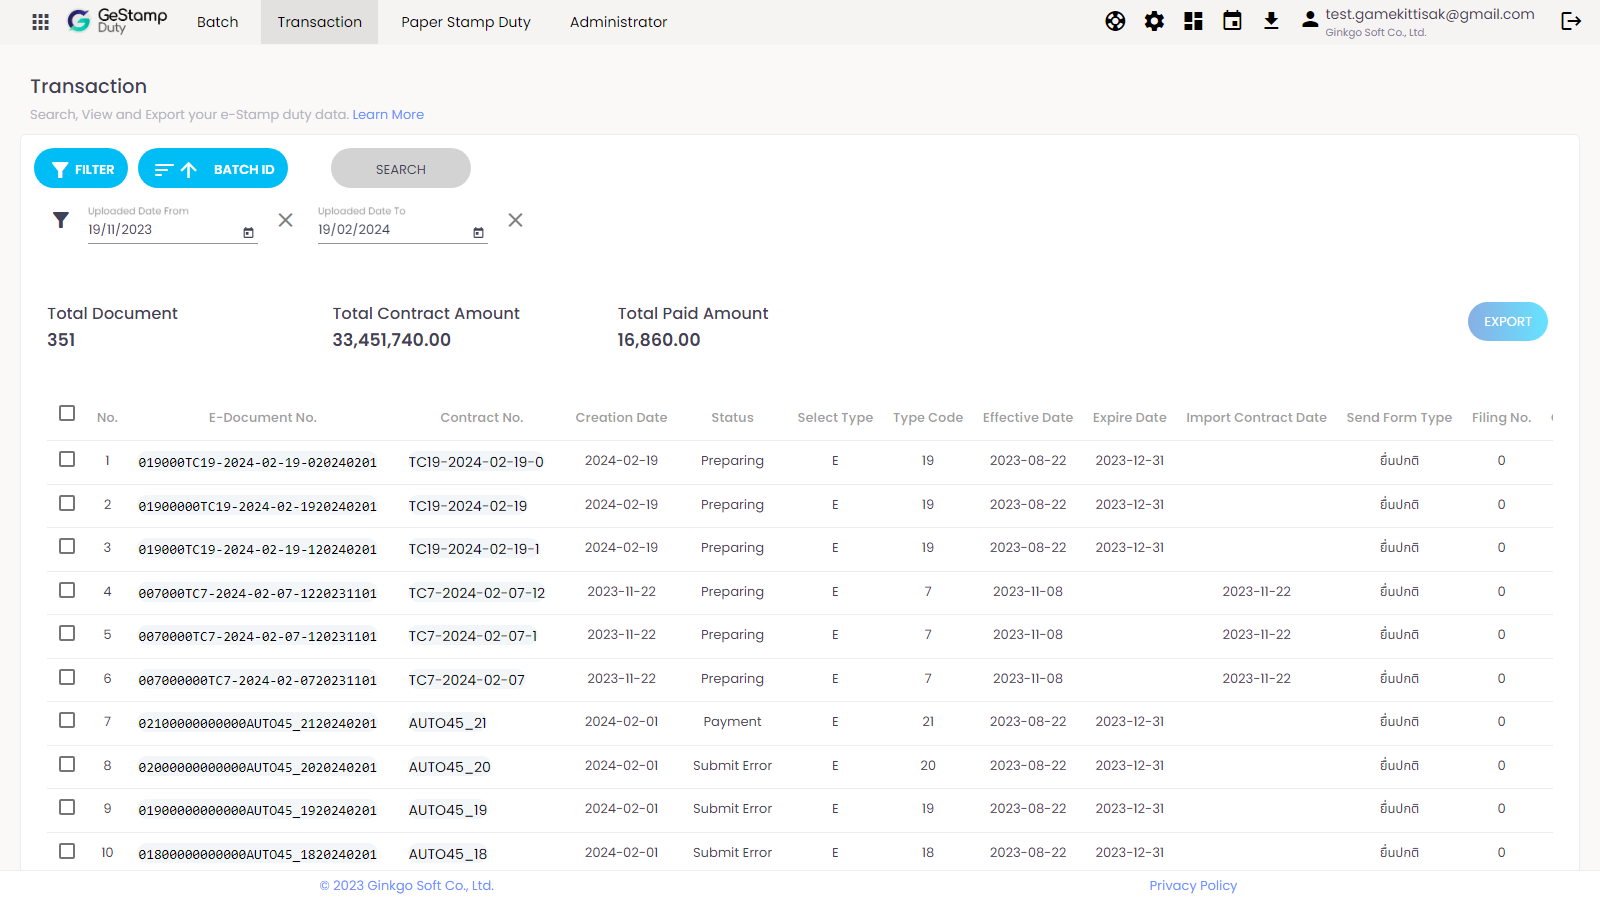 GeStamp Duty Batch Transaction Paper Stamp Duty Administrator test.gamekittisak@gmail.com
Ginkgo Soft Co., Ltd.
Transaction
Search, View and Export your e-Stamp duty data. Learn More
FILTER BATCH ID SEARCH
Uploaded Date From Uploaded Date To
19/11/2023 19/02/2024
Total Document Total Contract Amount Total Paid Amount
351 33,451,740.00 16,860.00
EXPORT
No. E-Document No. Contract No. Creation Date Status Select Type Type Code Effective Date Expire Date Import Contract Date Send Form Type Filing No.
1 019000TC19-2024-02-19-020240201 TC19-2024-02-19-0 2024-02-19 Preparing E 19 2023-08-22 2023-12-31 ยื่นปกติ 0
2 01900000TC19-2024-02-1920240201 TC19-2024-02-19 2024-02-19 Preparing E 19 2023-08-22 2023-12-31 ยื่นปกติ 0
3 019000TC19-2024-02-19-120240201 TC19-2024-02-19-1 2024-02-19 Preparing E 19 2023-08-22 2023-12-31 ยื่นปกติ 0
4 007000TC7-2024-02-07-1220231101 TC7-2024-02-07-12 2023-11-22 Preparing E 7 2023-11-08 2023-11-22 ยื่นปกติ 0
5 0070000TC7-2024-02-07-120231101 TC7-2024-02-07-1 2023-11-22 Preparing E 7 2023-11-08 2023-11-22 ยื่นปกติ 0
6 007000000TC7-2024-02-0720231101 TC7-2024-02-07 2023-11-22 Preparing E 7 2023-11-08 2023-11-22 ยื่นปกติ 0
7 02100000000000AUTO45_2120240201 AUTO45_21 2024-02-01 Payment E 21 2023-08-22 2023-12-31 ยื่นปกติ 0
8 02000000000000AUTO45_2020240201 AUTO45_20 2024-02-01 Submit Error E 20 2023-08-22 2023-12-31 ยื่นปกติ 0
9 01900000000000AUTO45_1920240201 AUTO45_19 2024-02-01 Submit Error E 19 2023-08-22 2023-12-31 ยื่นปกติ 0
10 01800000000000AUTO45_1820240201 AUTO45_18 2024-02-01 Submit Error E 18 2023-08-22 2023-12-31 ยื่นปกติ 0
© 2023 Ginkgo Soft Co., Ltd. Privacy Policy